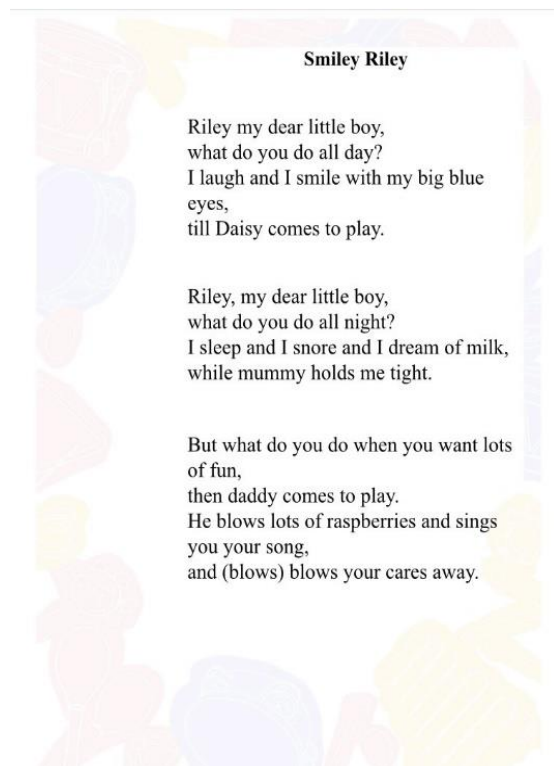 Smiley Riley
Riley my dear little boy,
what do you do all day?
I laugh and I smile with my big blue
eyes,
till Daisy comes to play.
Riley, my dear little boy,
what do you do all night?
I sleep and I snore and I dream of milk,
while mummy holds me tight.
But what do you do when you want lots
of fun,
then daddy comes to play.
He blows lots of raspberries and sings
you your song,
and (blows) blows your cares away.